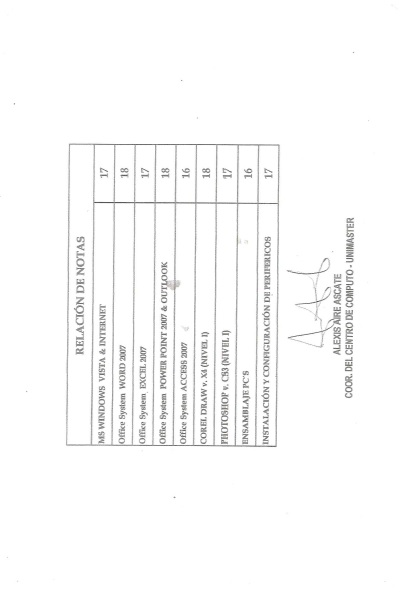 RELACIÓN DE NOTAS
MS WINDOWS VISTA & INTERNET 17
Office System WORD 2007 18
Office System EXCEL 2007 17
Office System POWER POINT 2007 & OUTLOOK 18
Office System ACCESS 2007 16
COREL DRAW v. X4 (NIVEL I) 18
PHOTOSHOP v. CS3 (NIVEL I) 17
ENSAMBLAJE PC'S 16
INSTALACIÓN Y CONFIGURACIÓN DE PERIFERICOS 17
ALEXIS AIRE ASCATE
COOR. DEL CENTRO DE COMPUTO - UNIMASTER